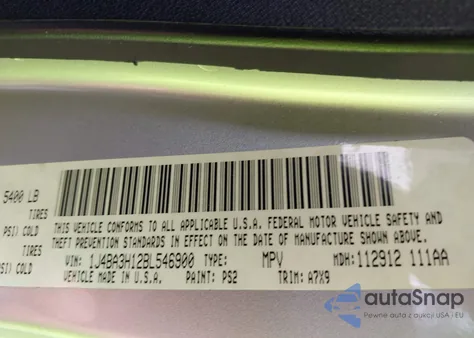 5400 LB
TIRES
PSI) COLD
THIS VEHICLE CONFORMS TO ALL APPLICABLE U.S.A. FEDERAL MOTOR VEHICLE SAFETY AND
TIRES
THEFT PREVENTION STANDARDS IN EFFECT ON THE DATE OF MANUFACTURE SHOWN ABOVE.
PSI) COLD
VIN: 1J4BA3H12BL546900 TYPE: MPV MDH: 112912 111AA
VEHICLE MADE IN U.S.A. PAINT: PS2 TRIM: A7X9
autoSnap
Pewne auto z aukcji USA i EU